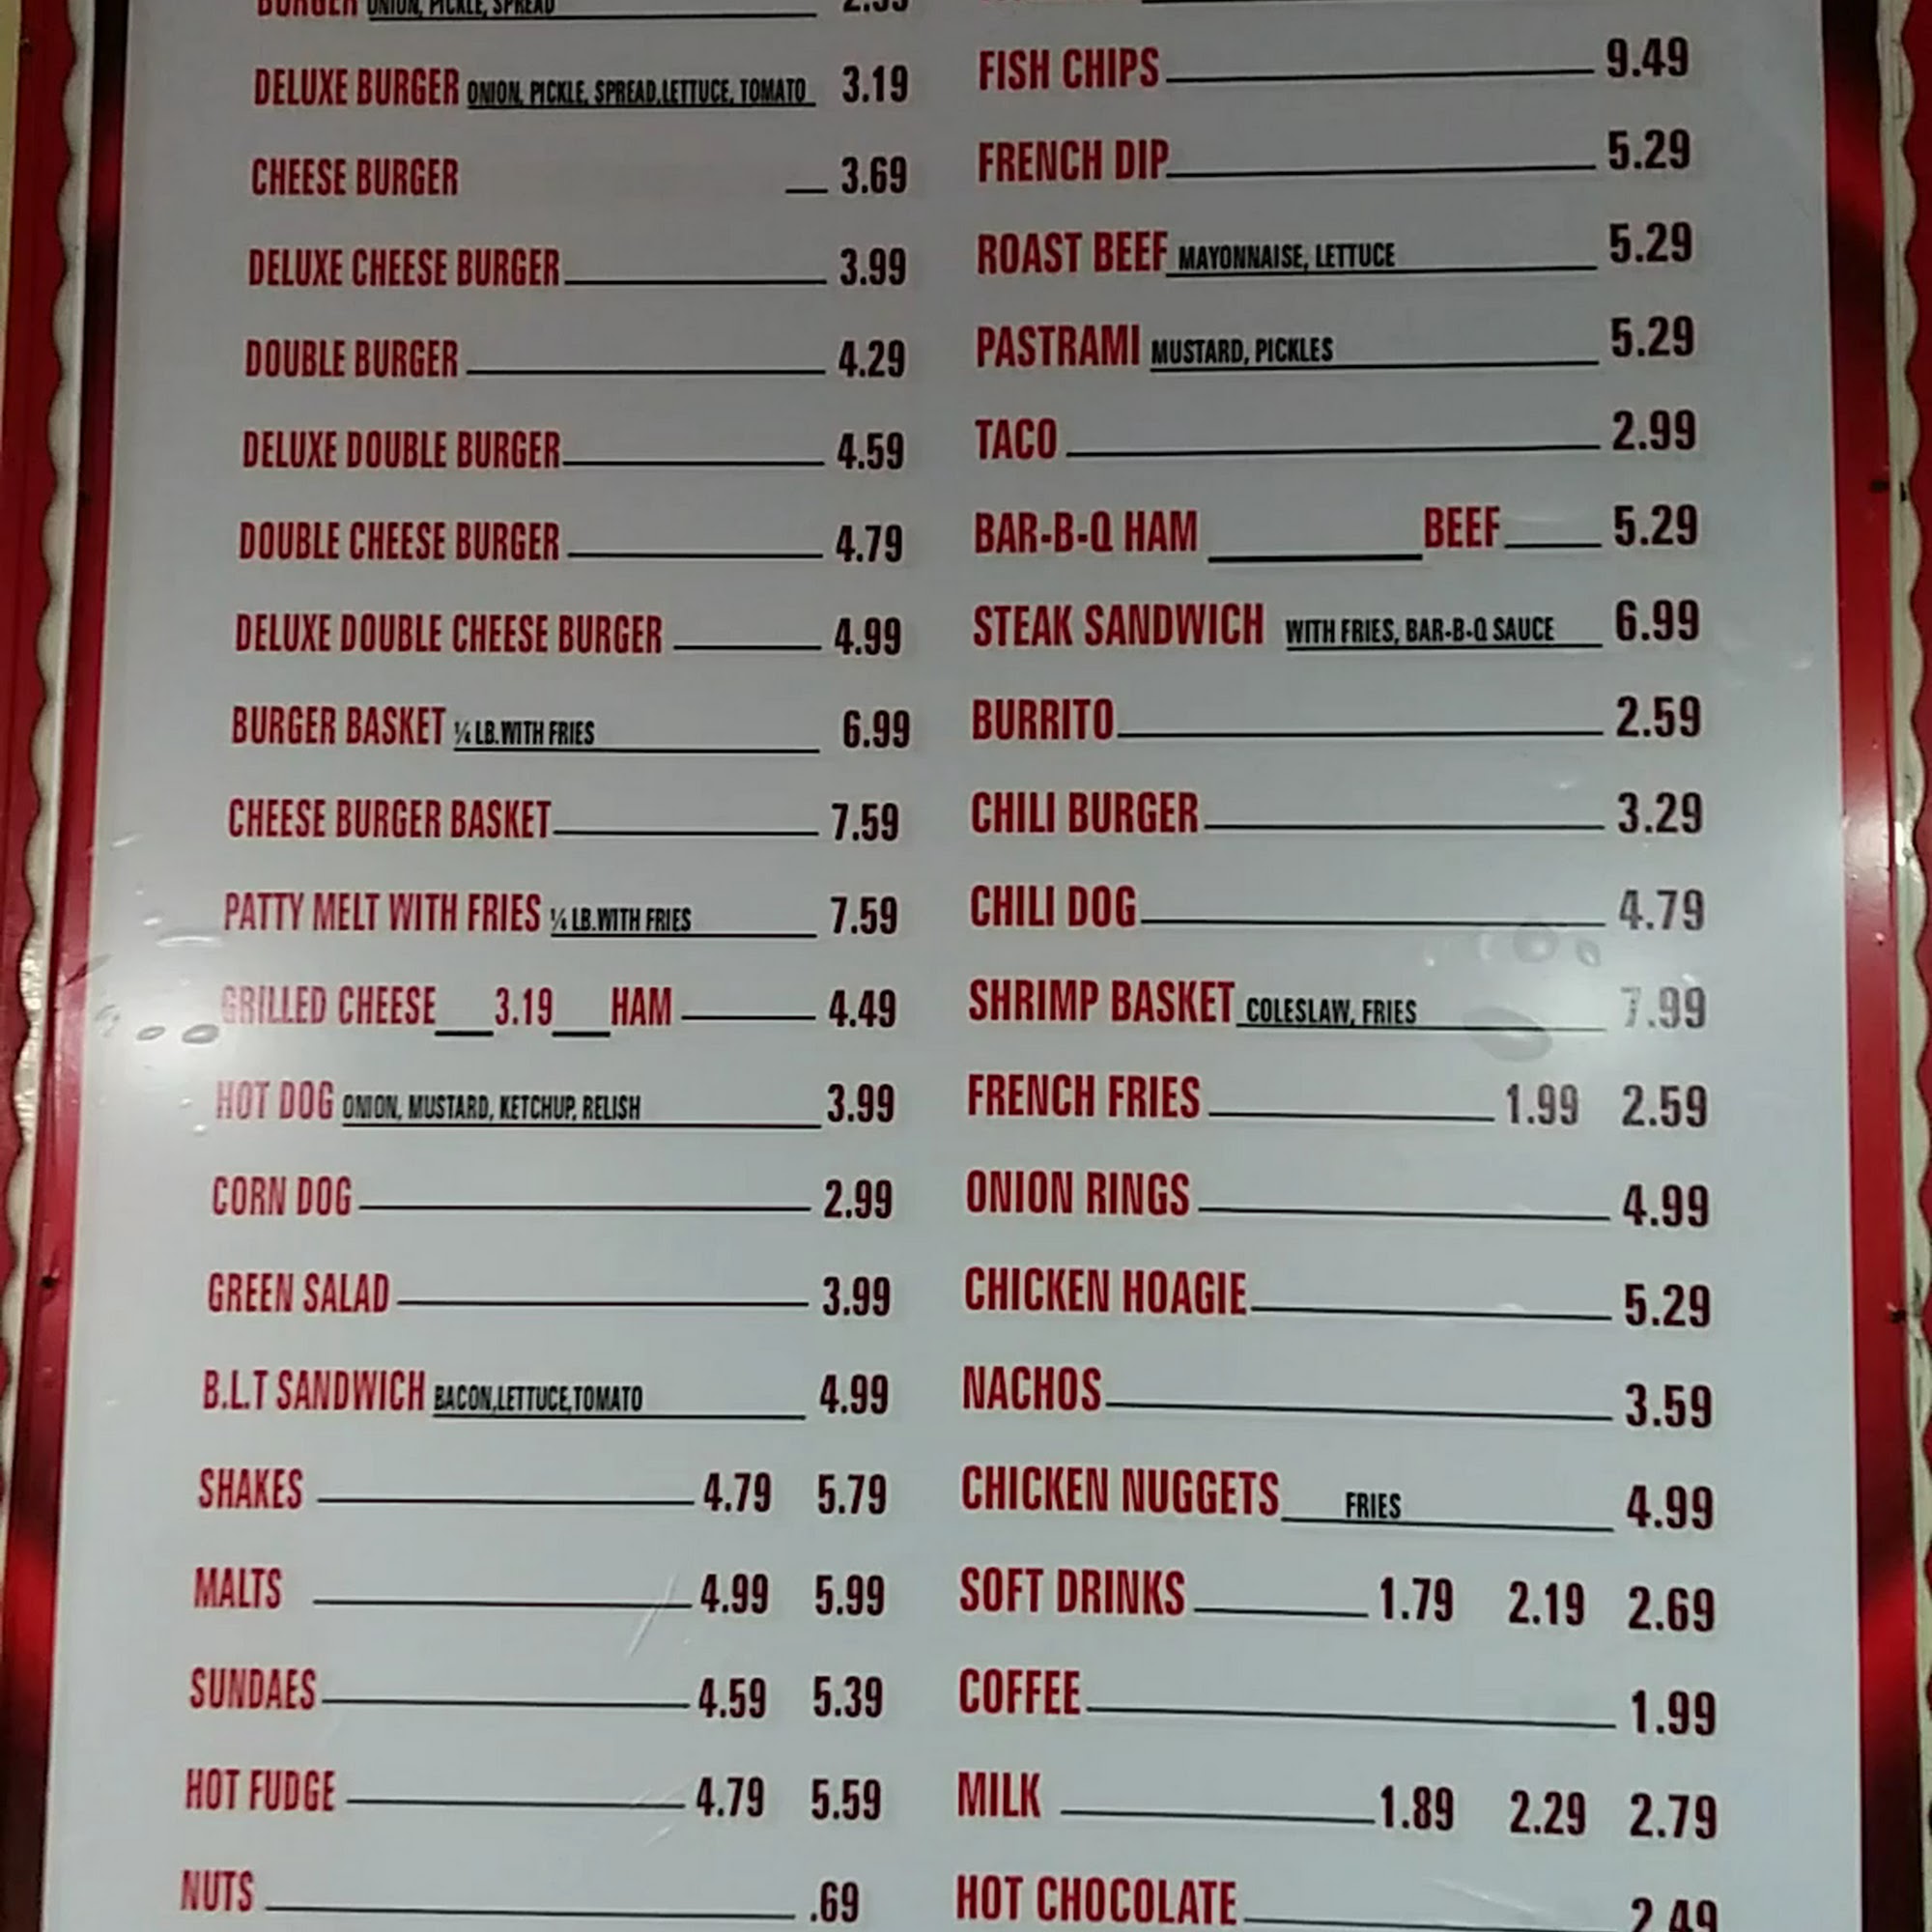 BURGER ONION, PICKLE, SPREAD
DELUXE BURGER ONION, PICKLE, SPREAD,LETTUCE, TOMATO 3.19
CHEESE BURGER 3.69
DELUXE CHEESE BURGER 3.99
DOUBLE BURGER 4.29
DELUXE DOUBLE BURGER 4.59
DOUBLE CHEESE BURGER 4.79
DELUXE DOUBLE CHEESE BURGER 4.99
BURGER BASKET ¼ LB.WITH FRIES 6.99
CHEESE BURGER BASKET 7.59
PATTY MELT WITH FRIES ¼ LB.WITH FRIES 7.59
GRILLED CHEESE 3.19 HAM 4.49
HOT DOG ONION, MUSTARD, KETCHUP, RELISH 3.99
CORN DOG 2.99
GREEN SALAD 3.99
B.L.T SANDWICH BACON,LETTUCE,TOMATO 4.99
SHAKES 4.79 5.79
MALTS 4.99 5.99
SUNDAES 4.59 5.39
HOT FUDGE 4.79 5.59
NUTS .69
FISH CHIPS 9.49
FRENCH DIP 5.29
ROAST BEEF MAYONNAISE, LETTUCE 5.29
PASTRAMI MUSTARD, PICKLES 5.29
TACO 2.99
BAR-B-Q HAM BEEF 5.29
STEAK SANDWICH WITH FRIES, BAR-B-Q SAUCE 6.99
BURRITO 2.59
CHILI BURGER 3.29
CHILI DOG 4.79
SHRIMP BASKET COLESLAW, FRIES 7.99
FRENCH FRIES 1.99 2.59
ONION RINGS 4.99
CHICKEN HOAGIE 5.29
NACHOS 3.59
CHICKEN NUGGETS FRIES 4.99
SOFT DRINKS 1.79 2.19 2.69
COFFEE 1.99
MILK 1.89 2.29 2.79
HOT CHOCOLATE 2.49